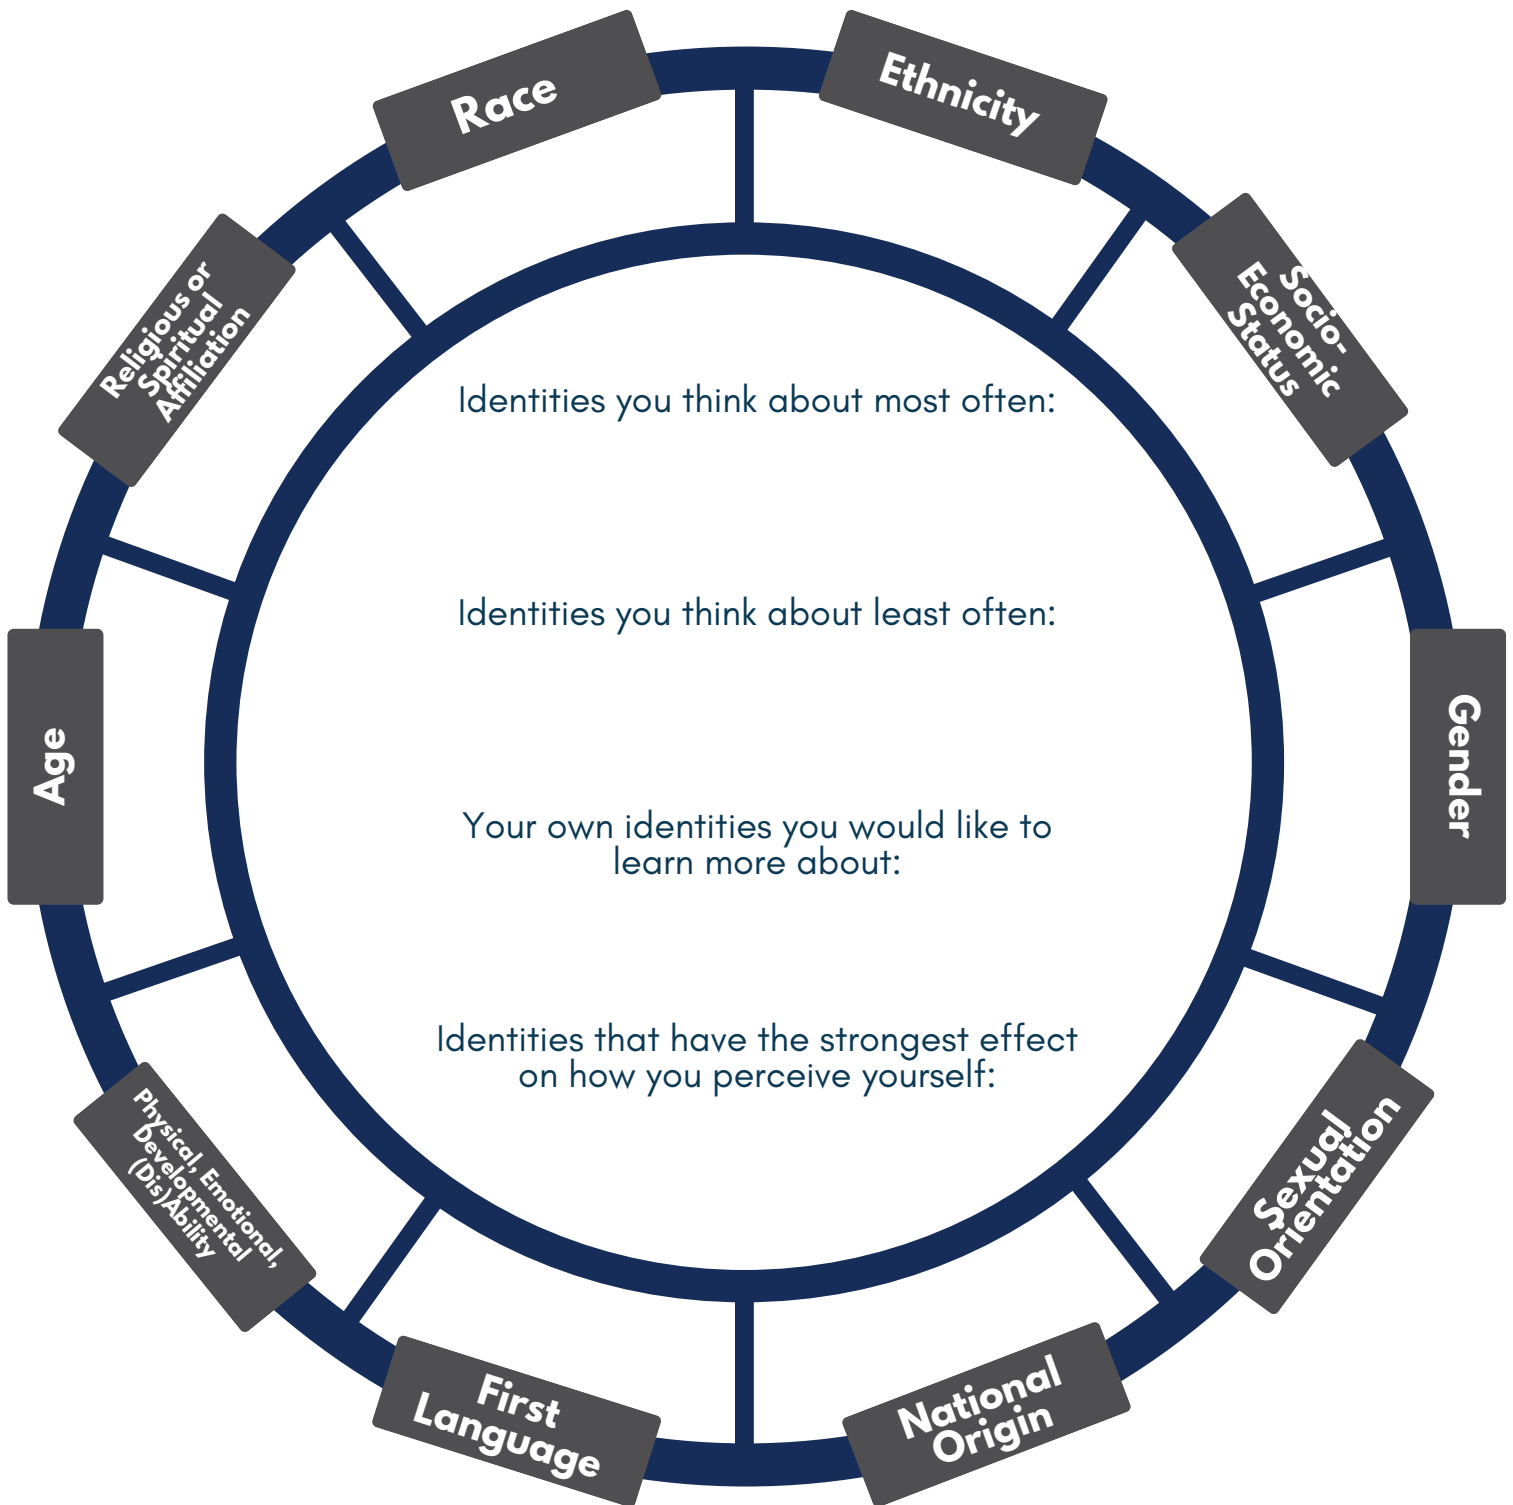 Race
Ethnicity
Socio-
Economic
Status
Gender
Sexual
Orientation
National
Origin
First
Language
Physical, Emotional,
Developmental
(Dis)Ability
Age
Religious or
Spiritual
Affiliation
Identities you think about most often:
Identities you think about least often:
Your own identities you would like to
learn more about:
Identities that have the strongest effect
on how you perceive yourself: